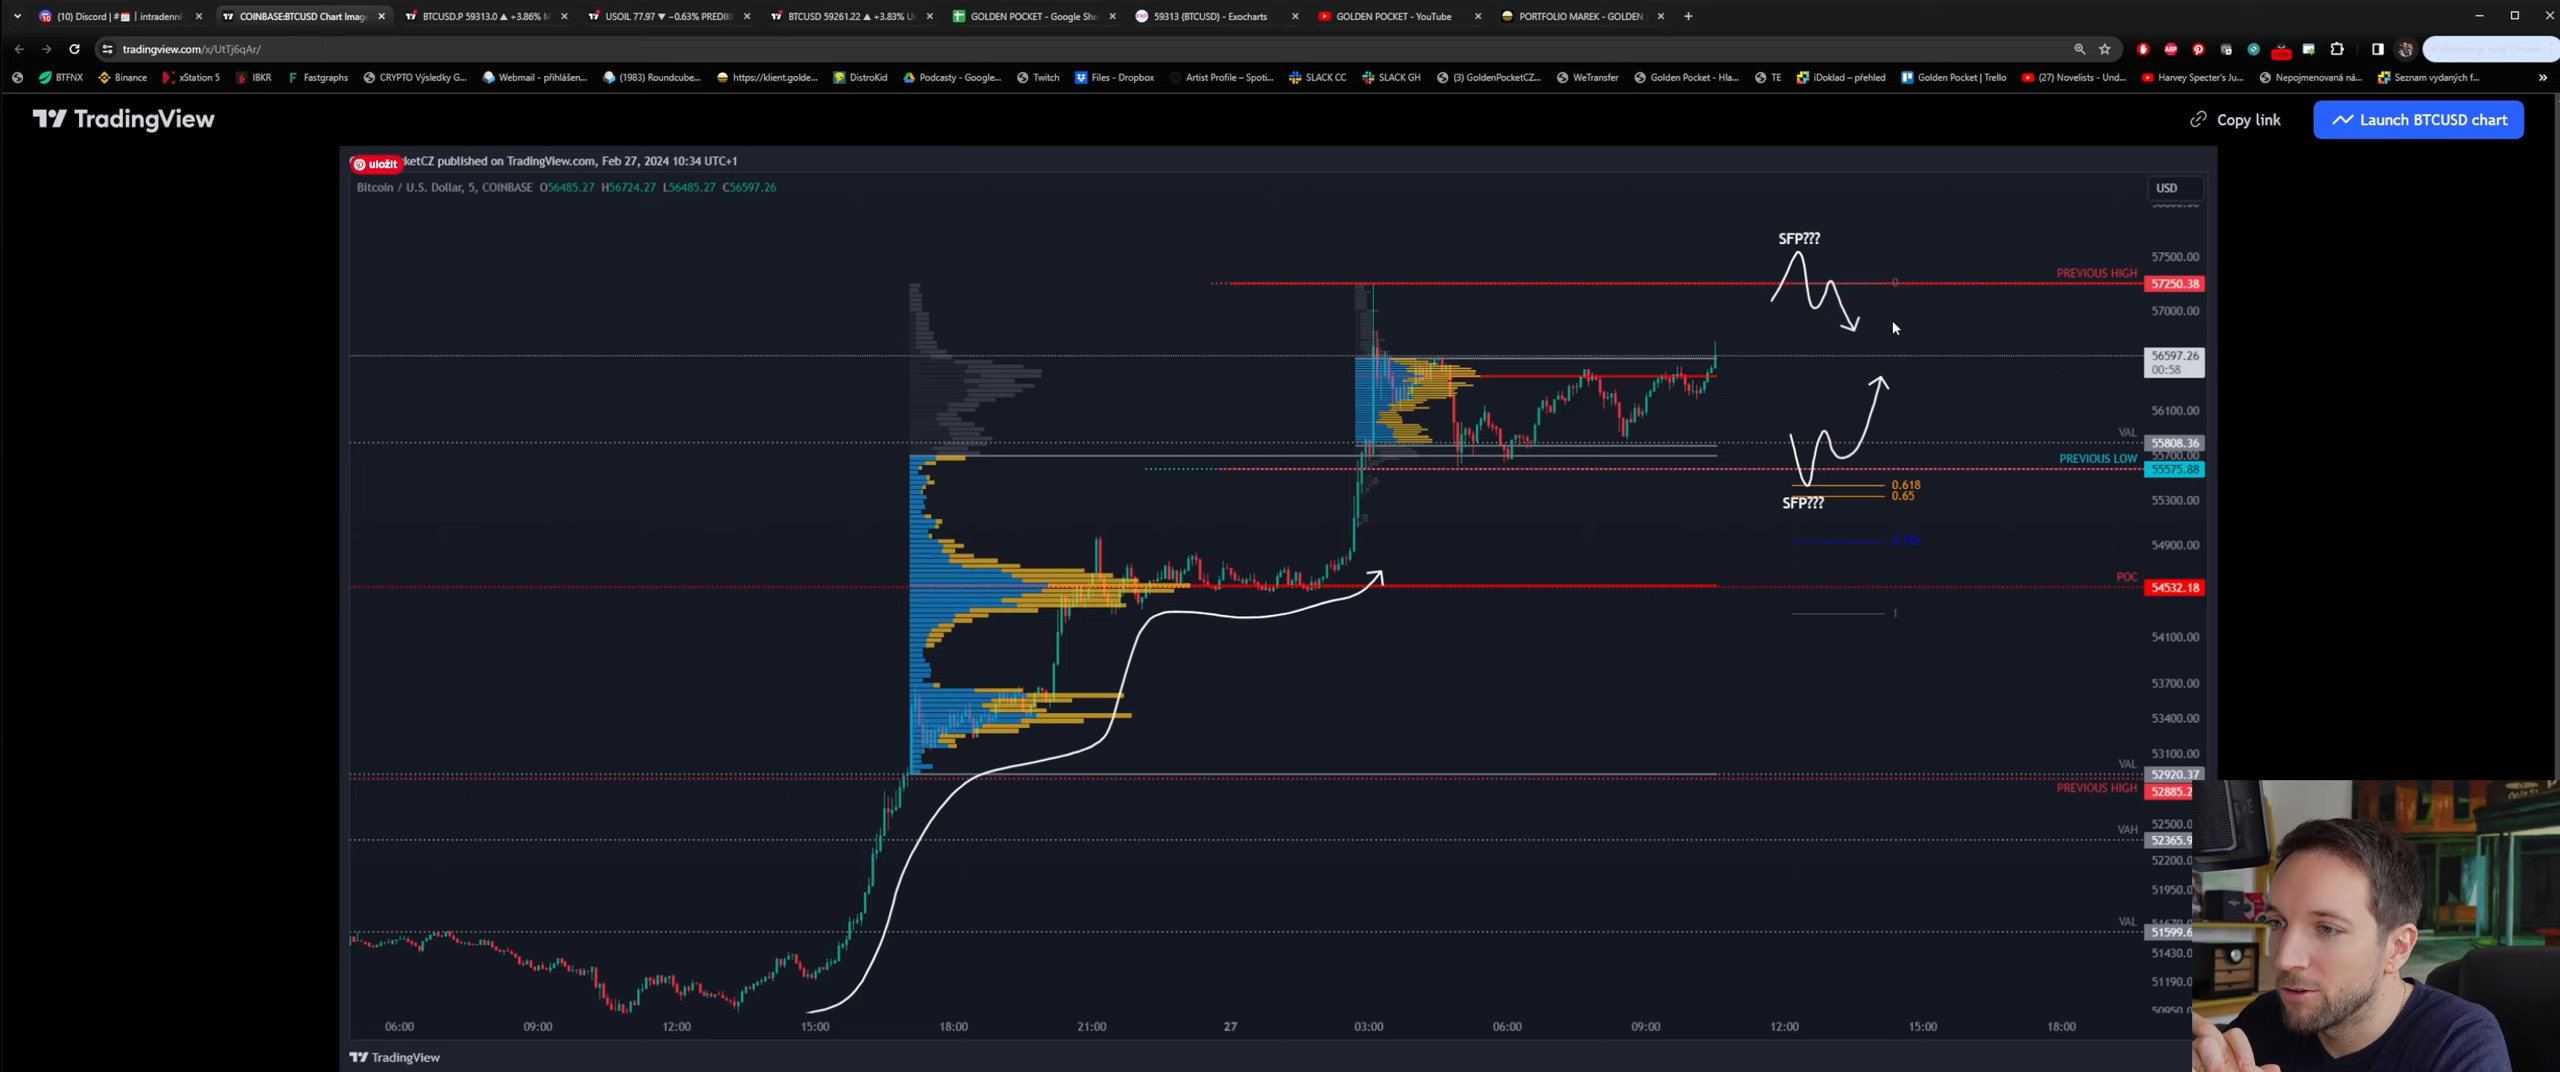 (10) Discord | #
| intradenní
COINBASE:BTCUSD Chart Image
BTCUSD.P 59313.0 ▲ +3.86%
USOIL 77.97 ▼ −0.63% PREDIK
BTCUSD 59261.22 ▲ +3.83%
GOLDEN POCKET - Google She
59313 (BTCUSD) - Exocharts
GOLDEN POCKET - YouTube
PORTFOLIO MAREK - GOLDEN
tradingview.com/x/UtTj6qAr/
BTFNX
Binance
xStation 5
IBKR
Fastgraphs
CRYPTO Výsledky G...
Webmail – přihlášen...
(1983) Roundcube...
https://klient.golde...
DistroKid
Podcasty - Google...
Twitch
Files - Dropbox
Artist Profile – Spoti...
SLACK CC
SLACK GH
(3) GoldenPocketCZ...
WeTransfer
Golden Pocket - Hla...
TE
iDoklad – přehled
Golden Pocket | Trello
(27) Novelists - Und...
Harvey Specter's Ju...
Nepojmenovaná ná...
Seznam vydaných f...
TradingView
Copy link
Launch BTCUSD chart
uložit
ketCZ published on TradingView.com, Feb 27, 2024 10:34 UTC+1
Bitcoin / U.S. Dollar, 5, COINBASE O56485.27 H56724.27 L56485.27 C56597.26
USD
SFP???
57500.00
PREVIOUS HIGH
57250.38
0
57000.00
56597.26
00:58
56100.00
VAL
55808.36
55700.00
PREVIOUS LOW
55575.88
0.618
0.65
SFP???
55300.00
54900.00
POC
54532.18
1
54100.00
53700.00
53400.00
53100.00
VAL
52920.37
PREVIOUS HIGH
52885.2
52500.0
VAH
52365.9
52200.0
51950.0
VAL
51599.6
51430.0
51190.0
50950.0
06:00
09:00
12:00
15:00
18:00
21:00
27
03:00
06:00
09:00
12:00
15:00
18:00
TradingView